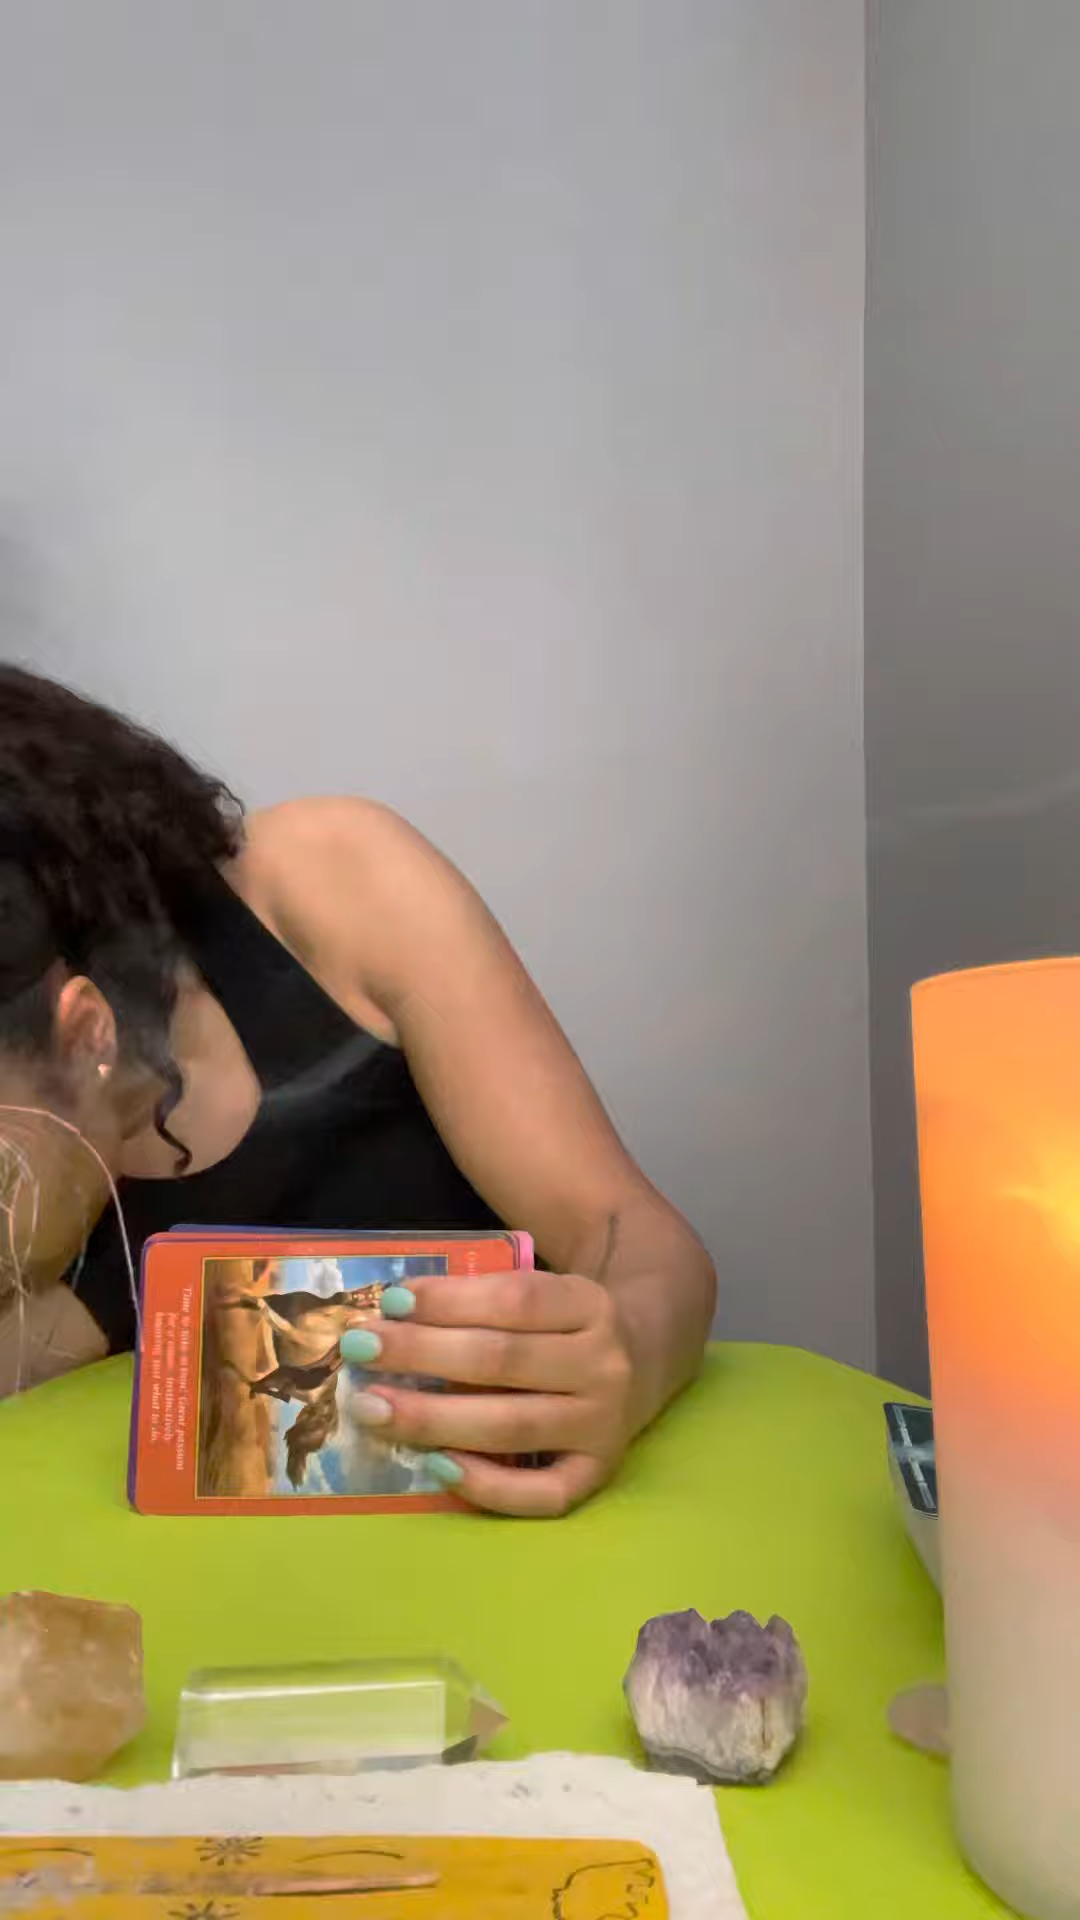 Time to take action! Great passion
for a cause. Instinctively
knowing just what to do.